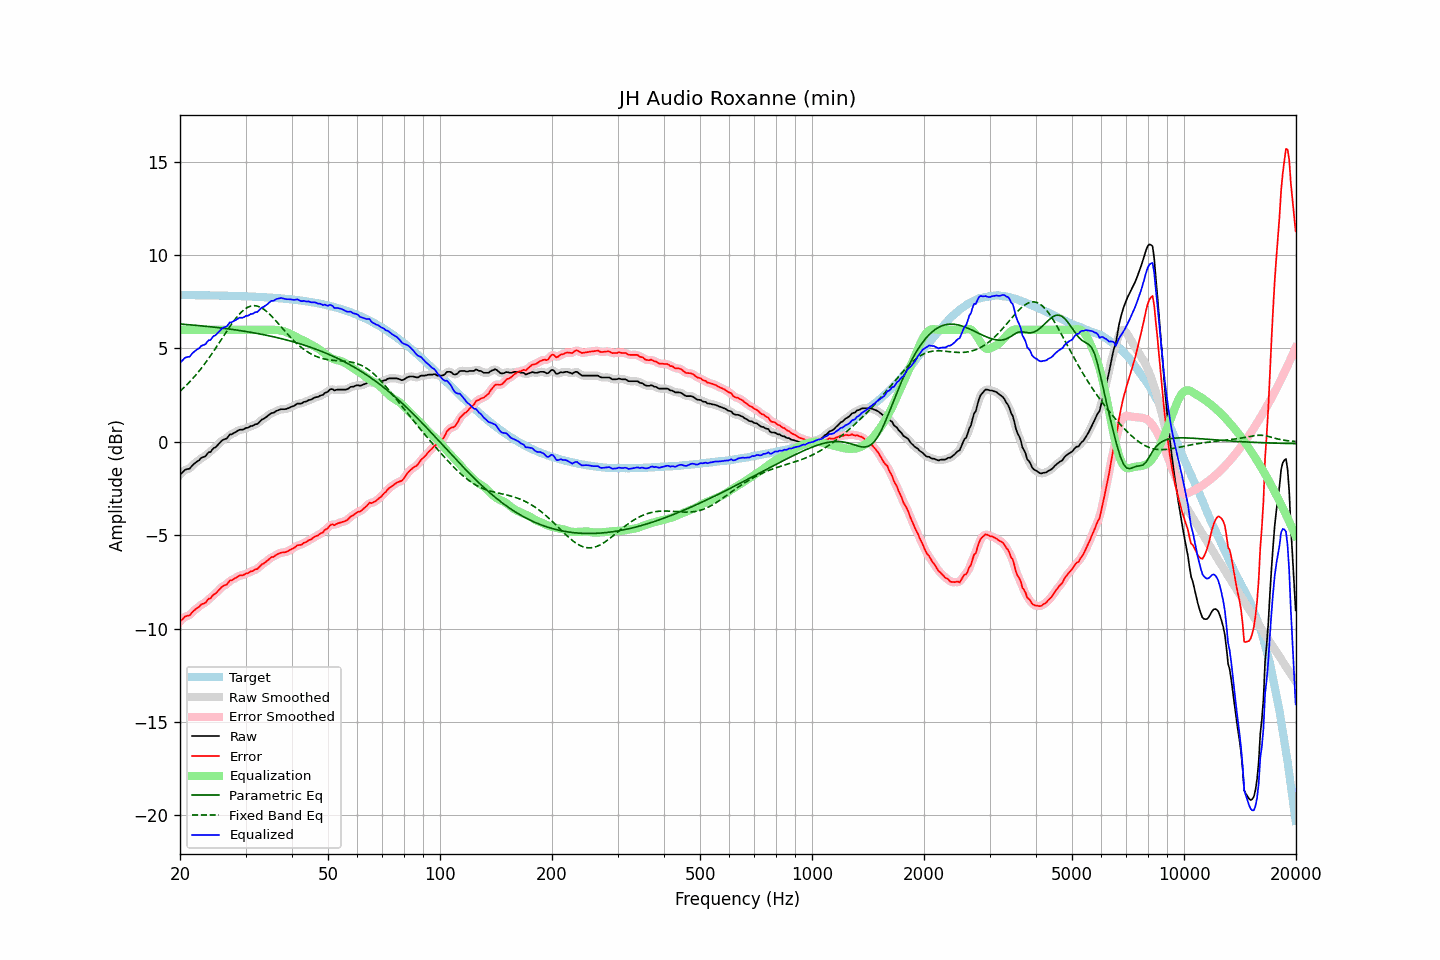 JH Audio Roxanne (min)
Amplitude (dBr)
15
10
5
0
−5
−10
−15
−20
Target
Raw Smoothed
Error Smoothed
Raw
Error
Equalization
Parametric Eq
Fixed Band Eq
Equalized
20 50 100 200 500 1000 2000 5000 10000 20000
Frequency (Hz)